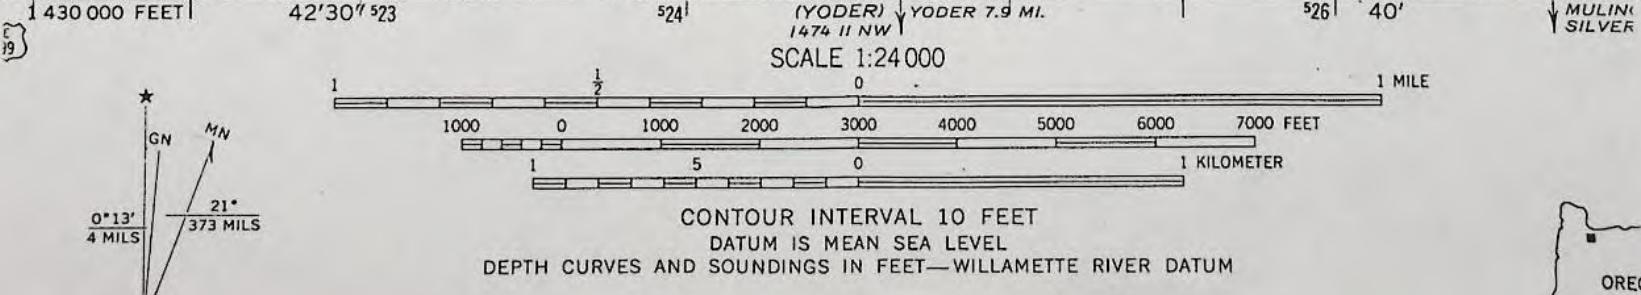 1 430 000 FEET 42'30" 523 524 (YODER) YODER 7.9 MI. 526 40'
1474 II NW
SCALE 1:24 000
1 1/2 0 1 MILE
1000 0 1000 2000 3000 4000 5000 6000 7000 FEET
1 5 0 1 KILOMETER
★
GN
MN
0°13'
4 MILS
21°
373 MILS
CONTOUR INTERVAL 10 FEET
DATUM IS MEAN SEA LEVEL
DEPTH CURVES AND SOUNDINGS IN FEET—WILLAMETTE RIVER DATUM
SILVER